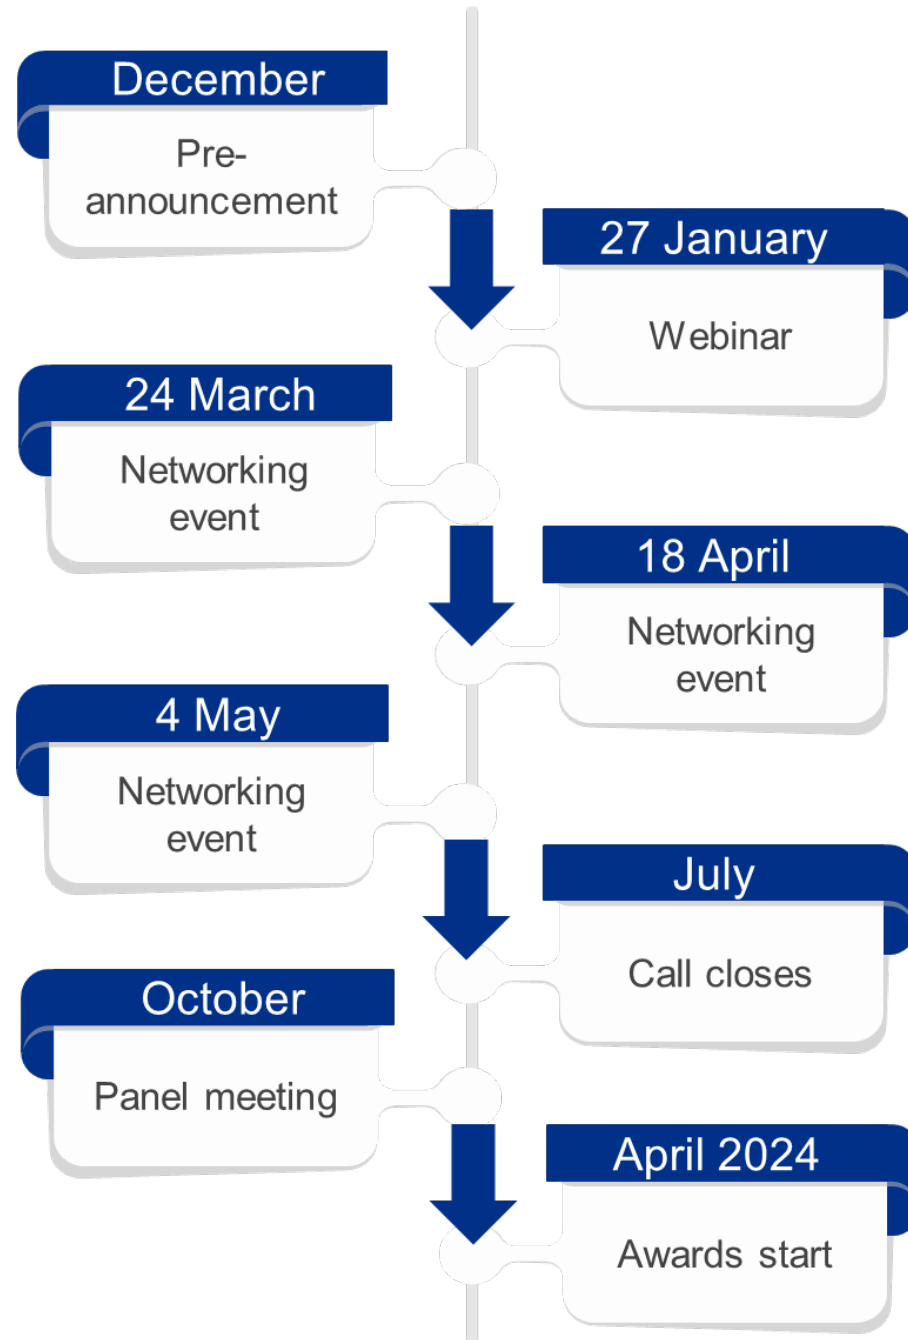 December
Pre-
announcement
27 January
Webinar
24 March
Networking
event
18 April
Networking
event
4 May
Networking
event
July
Call closes
October
Panel meeting
April 2024
Awards start